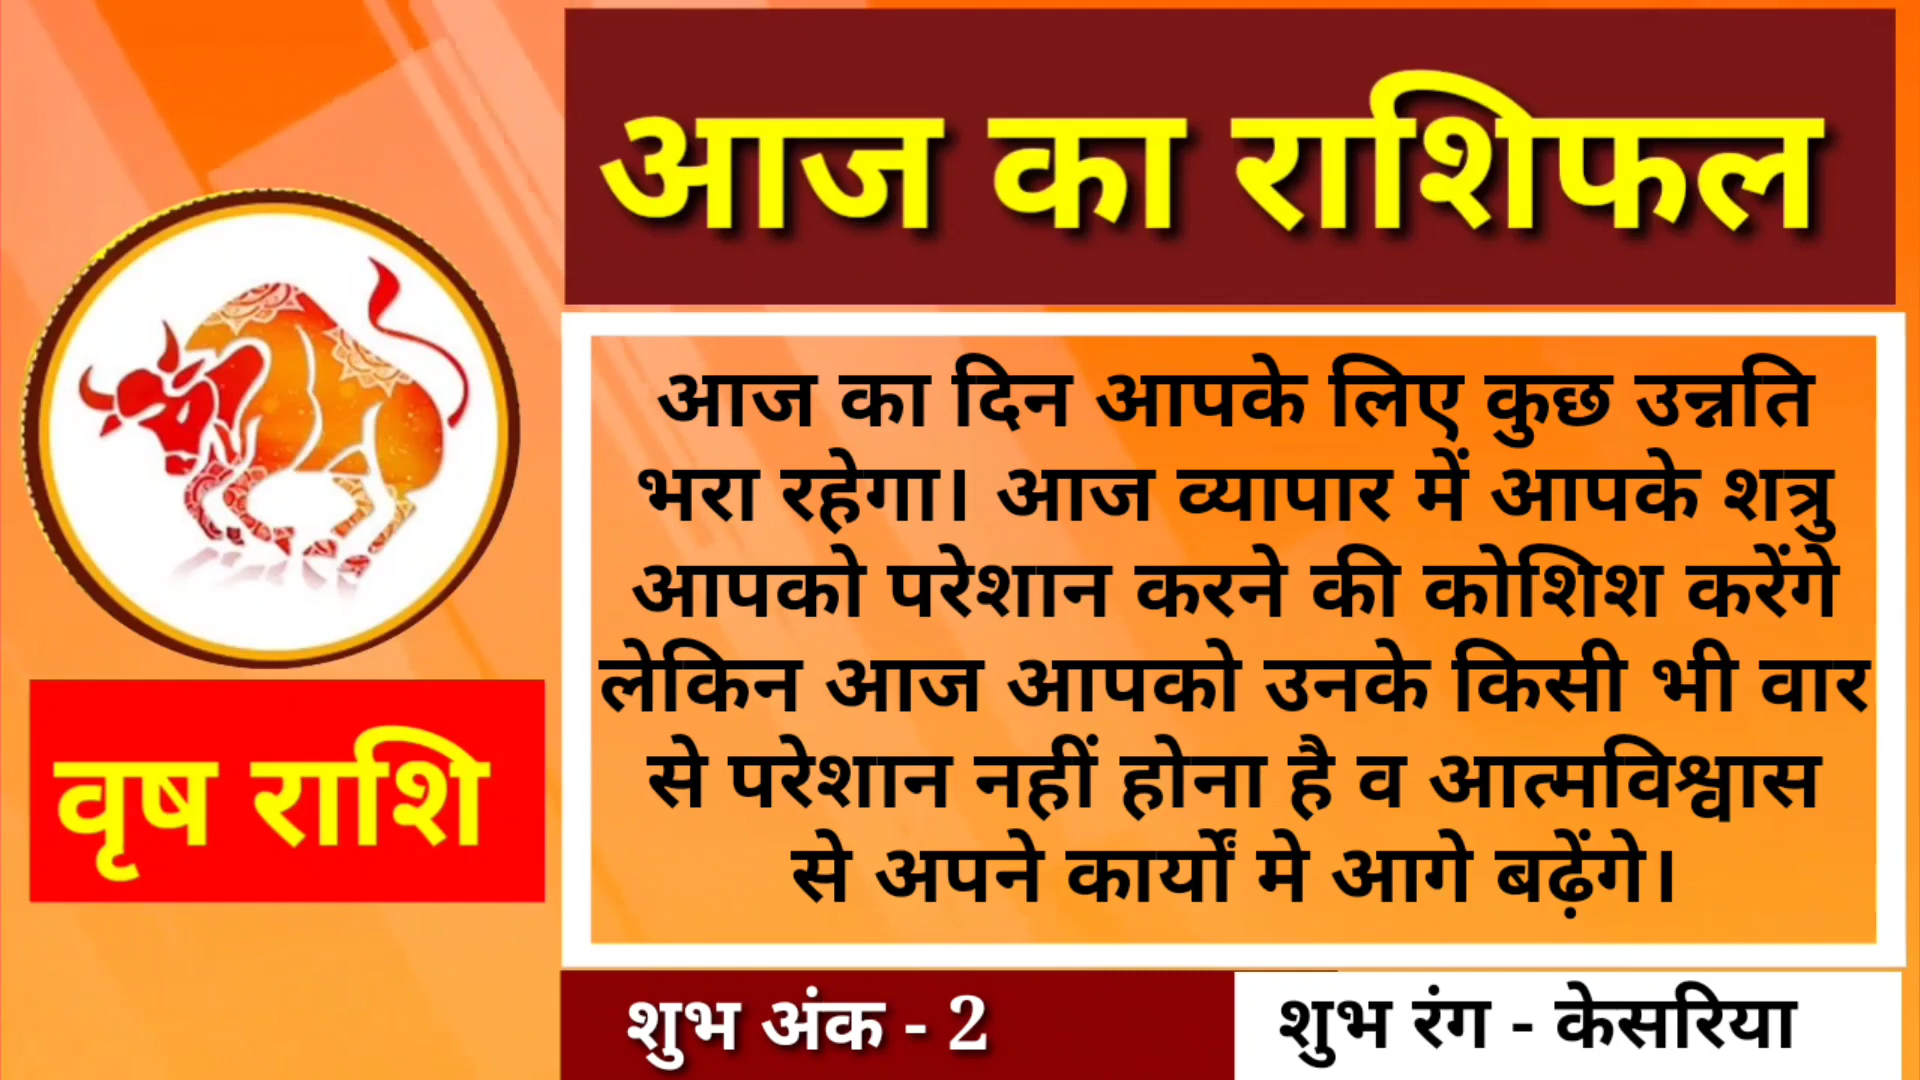 आज का राशिफल
आज का दिन आपके लिए कुछ उन्नति
भरा रहेगा। आज व्यापार में आपके शत्रु
आपको परेशान करने की कोशिश करेंगे
लेकिन आज आपको उनके किसी भी वार
से परेशान नहीं होना है व आत्मविश्वास
से अपने कार्यों मे आगे बढ़ेंगे।
वृष राशि
शुभ अंक - 2
शुभ रंग - केसरिया